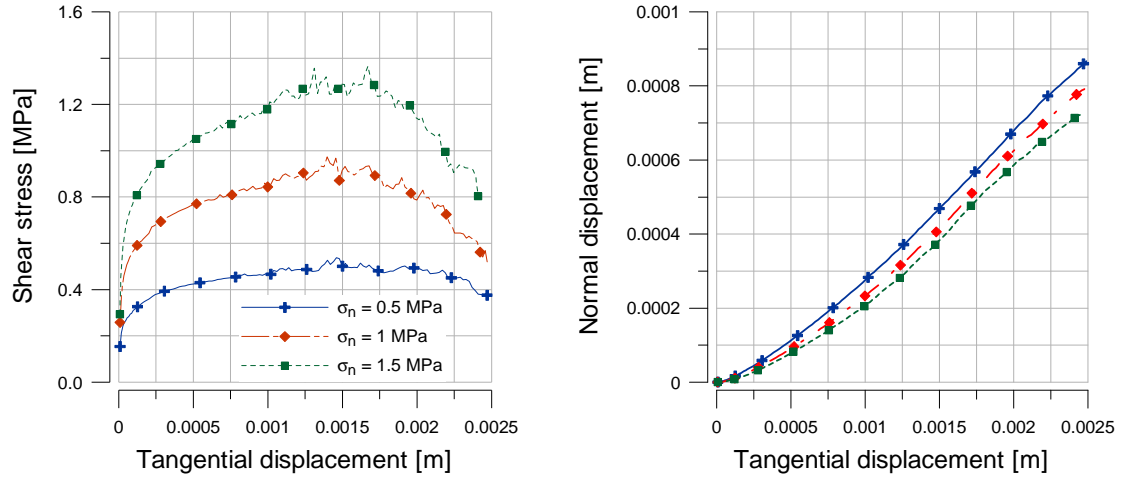 1.6
1.2
0.8
0.4
0.0
Shear stress [MPa]
σn = 0.5 MPa
σn = 1 MPa
σn = 1.5 MPa
0 0.0005 0.001 0.0015 0.002 0.0025
Tangential displacement [m]
0.001
0.0008
0.0006
0.0004
0.0002
0
Normal displacement [m]
0 0.0005 0.001 0.0015 0.002 0.0025
Tangential displacement [m]